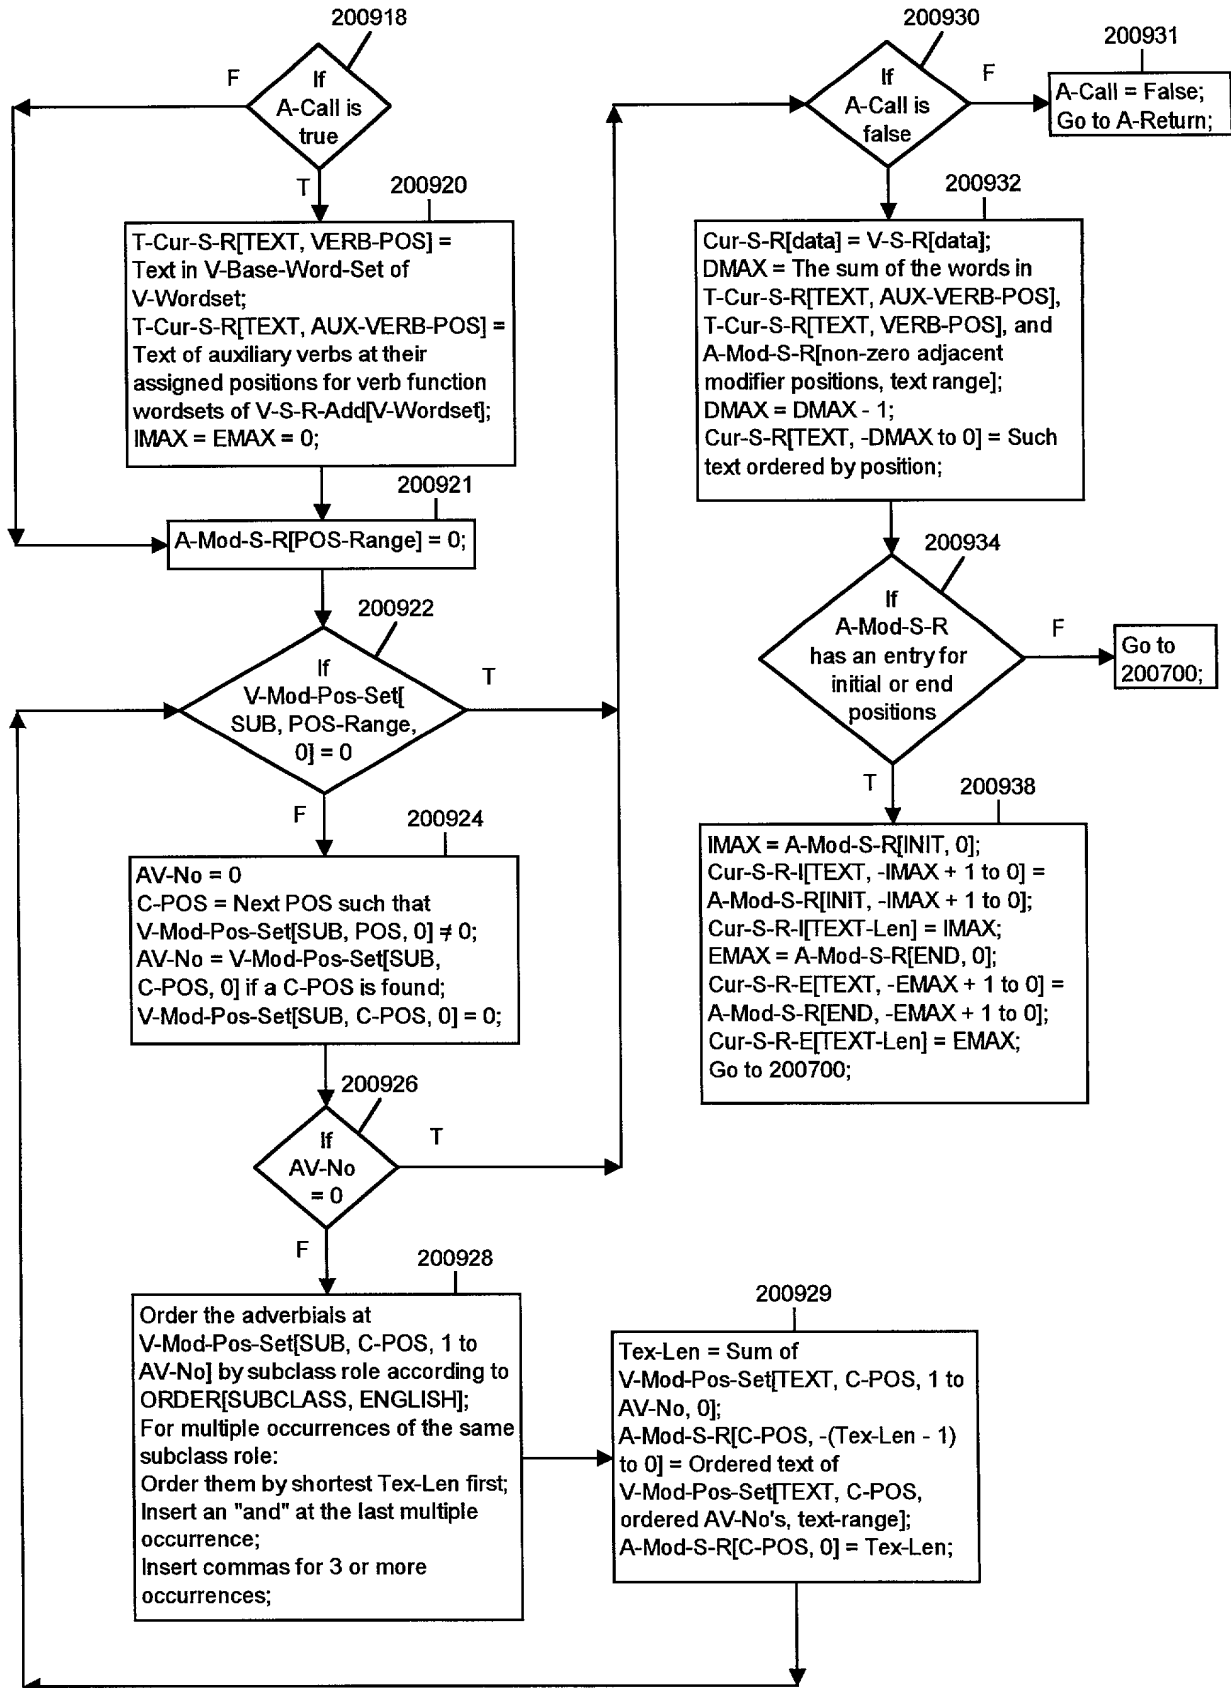 200918
If
A-Call is
true
F
T
200920
T-Cur-S-R[TEXT, VERB-POS] =
Text in V-Base-Word-Set of
V-Wordset;
T-Cur-S-R[TEXT, AUX-VERB-POS] =
Text of auxiliary verbs at their
assigned positions for verb function
wordsets of V-S-R-Add[V-Wordset];
IMAX = EMAX = 0;
200921
A-Mod-S-R[POS-Range] = 0;
200922
If
V-Mod-Pos-Set[
SUB, POS-Range,
0] = 0
T
F
200924
AV-No = 0
C-POS = Next POS such that
V-Mod-Pos-Set[SUB, POS, 0] ≠ 0;
AV-No = V-Mod-Pos-Set[SUB,
C-POS, 0] if a C-POS is found;
V-Mod-Pos-Set[SUB, C-POS, 0] = 0;
200926
If
AV-No
= 0
T
F
200928
Order the adverbials at
V-Mod-Pos-Set[SUB, C-POS, 1 to
AV-No] by subclass role according to
ORDER[SUBCLASS, ENGLISH];
For multiple occurrences of the same
subclass role:
Order them by shortest Tex-Len first;
Insert an "and" at the last multiple
occurrence;
Insert commas for 3 or more
occurrences;
200929
Tex-Len = Sum of
V-Mod-Pos-Set[TEXT, C-POS, 1 to
AV-No, 0];
A-Mod-S-R[C-POS, -(Tex-Len - 1)
to 0] = Ordered text of
V-Mod-Pos-Set[TEXT, C-POS,
ordered AV-No's, text-range];
A-Mod-S-R[C-POS, 0] = Tex-Len;
200930
If
A-Call is
false
F
200931
A-Call = False;
Go to A-Return;
200932
Cur-S-R[data] = V-S-R[data];
DMAX = The sum of the words in
T-Cur-S-R[TEXT, AUX-VERB-POS],
T-Cur-S-R[TEXT, VERB-POS], and
A-Mod-S-R[non-zero adjacent
modifier positions, text range];
DMAX = DMAX - 1;
Cur-S-R[TEXT, -DMAX to 0] = Such
text ordered by position;
200934
If
A-Mod-S-R
has an entry for
initial or end
positions
F
Go to
200700;
T
200938
IMAX = A-Mod-S-R[INIT, 0];
Cur-S-R-I[TEXT, -IMAX + 1 to 0] =
A-Mod-S-R[INIT, -IMAX + 1 to 0];
Cur-S-R-I[TEXT-Len] = IMAX;
EMAX = A-Mod-S-R[END, 0];
Cur-S-R-E[TEXT, -EMAX + 1 to 0] =
A-Mod-S-R[END, -EMAX + 1 to 0];
Cur-S-R-E[TEXT-Len] = EMAX;
Go to 200700;